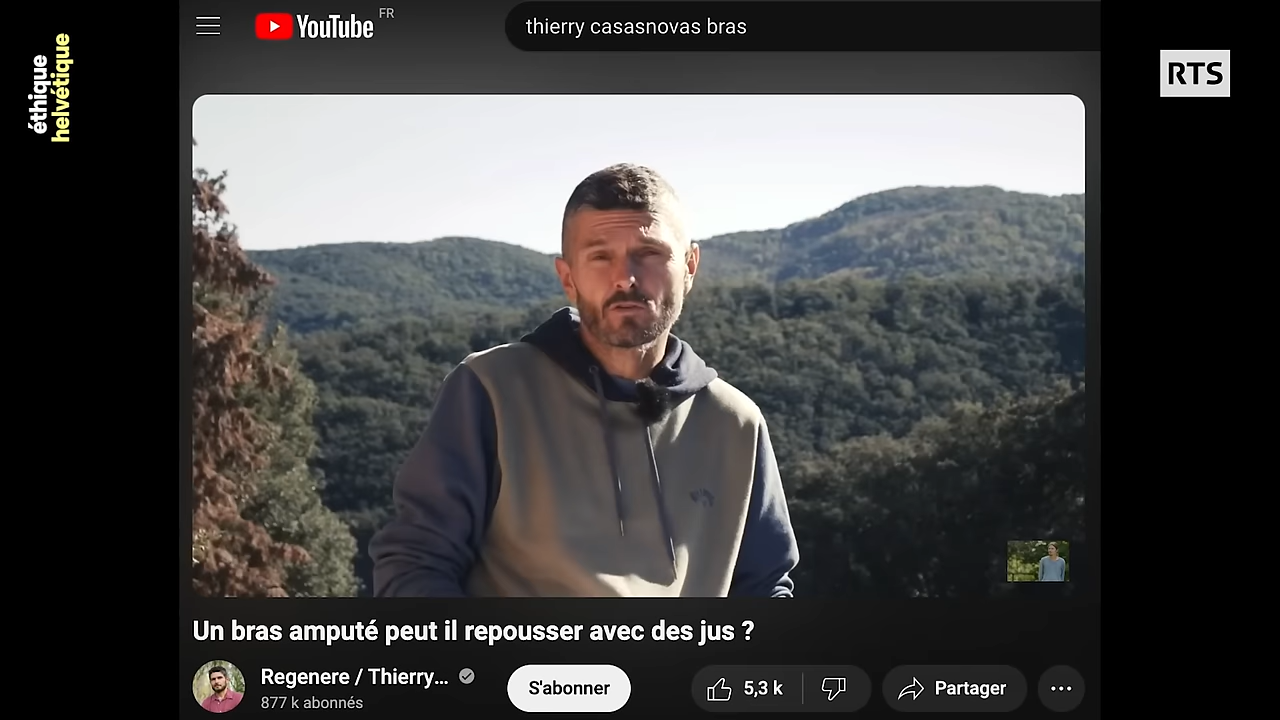 éthique
helvétique
YouTube FR
thierry casasnovas bras
RTS
Un bras amputé peut il repousser avec des jus ?
Regenere / Thierry...
877 k abonnés
S'abonner
5,3 k
Partager